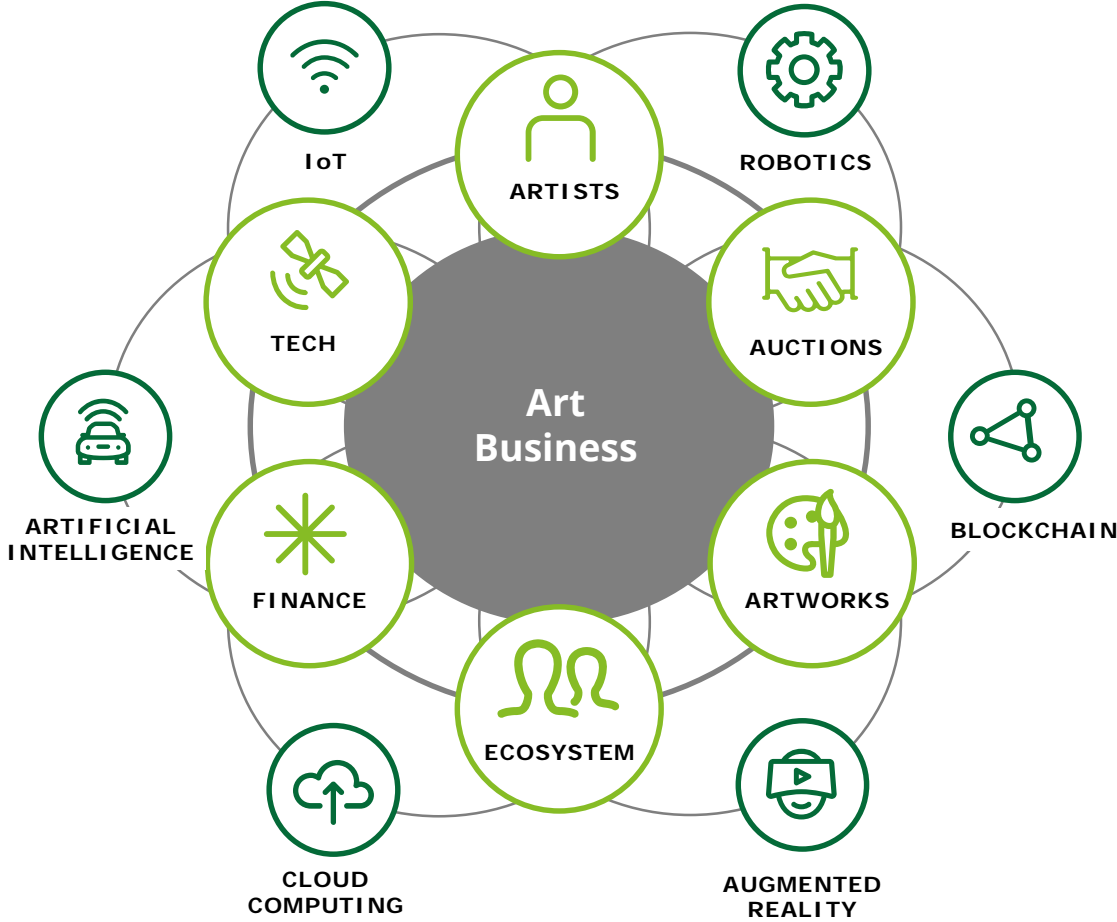 IoT
ROBOTICS
ARTISTS
TECH
AUCTIONS
Art
Business
ARTIFICIAL
INTELLIGENCE
BLOCKCHAIN
FINANCE
ARTWORKS
ECOSYSTEM
CLOUD
COMPUTING
AUGMENTED
REALITY